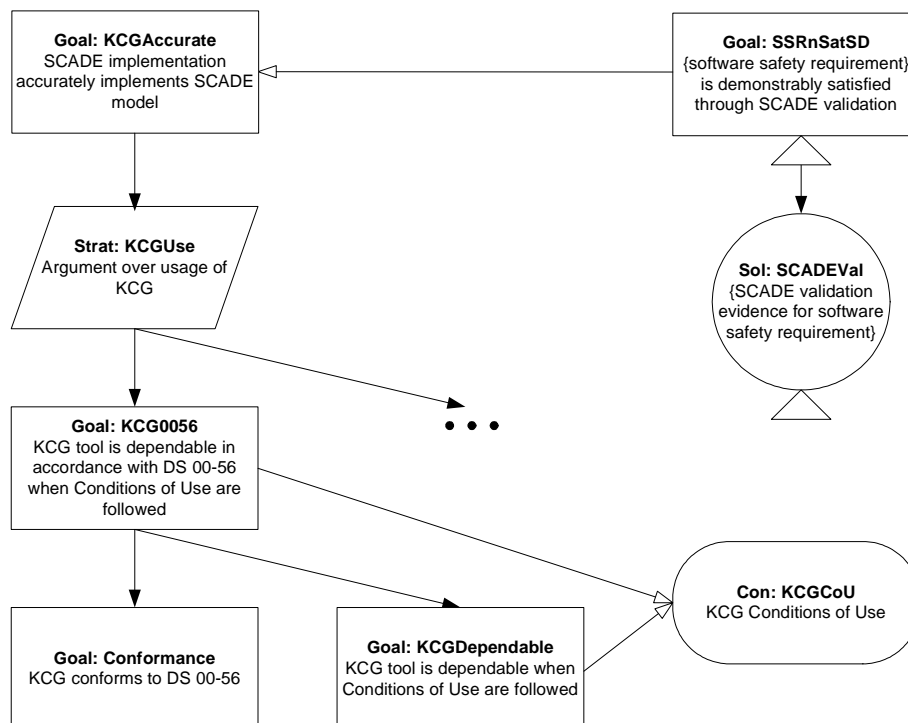 Goal: KCGAccurate
SCADE implementation
accurately implements SCADE
model
Goal: SSRnSatSD
{software safety requirement}
is demonstrably satisfied
through SCADE validation
Strat: KCGUse
Argument over usage of
KCG
Sol: SCADEVal
{SCADE validation
evidence for software
safety requirement}
Goal: KCG0056
KCG tool is dependable in
accordance with DS 00-56
when Conditions of Use are
followed
Con: KCGCoU
KCG Conditions of Use
Goal: Conformance
KCG conforms to DS 00-56
Goal: KCGDependable
KCG tool is dependable when
Conditions of Use are followed